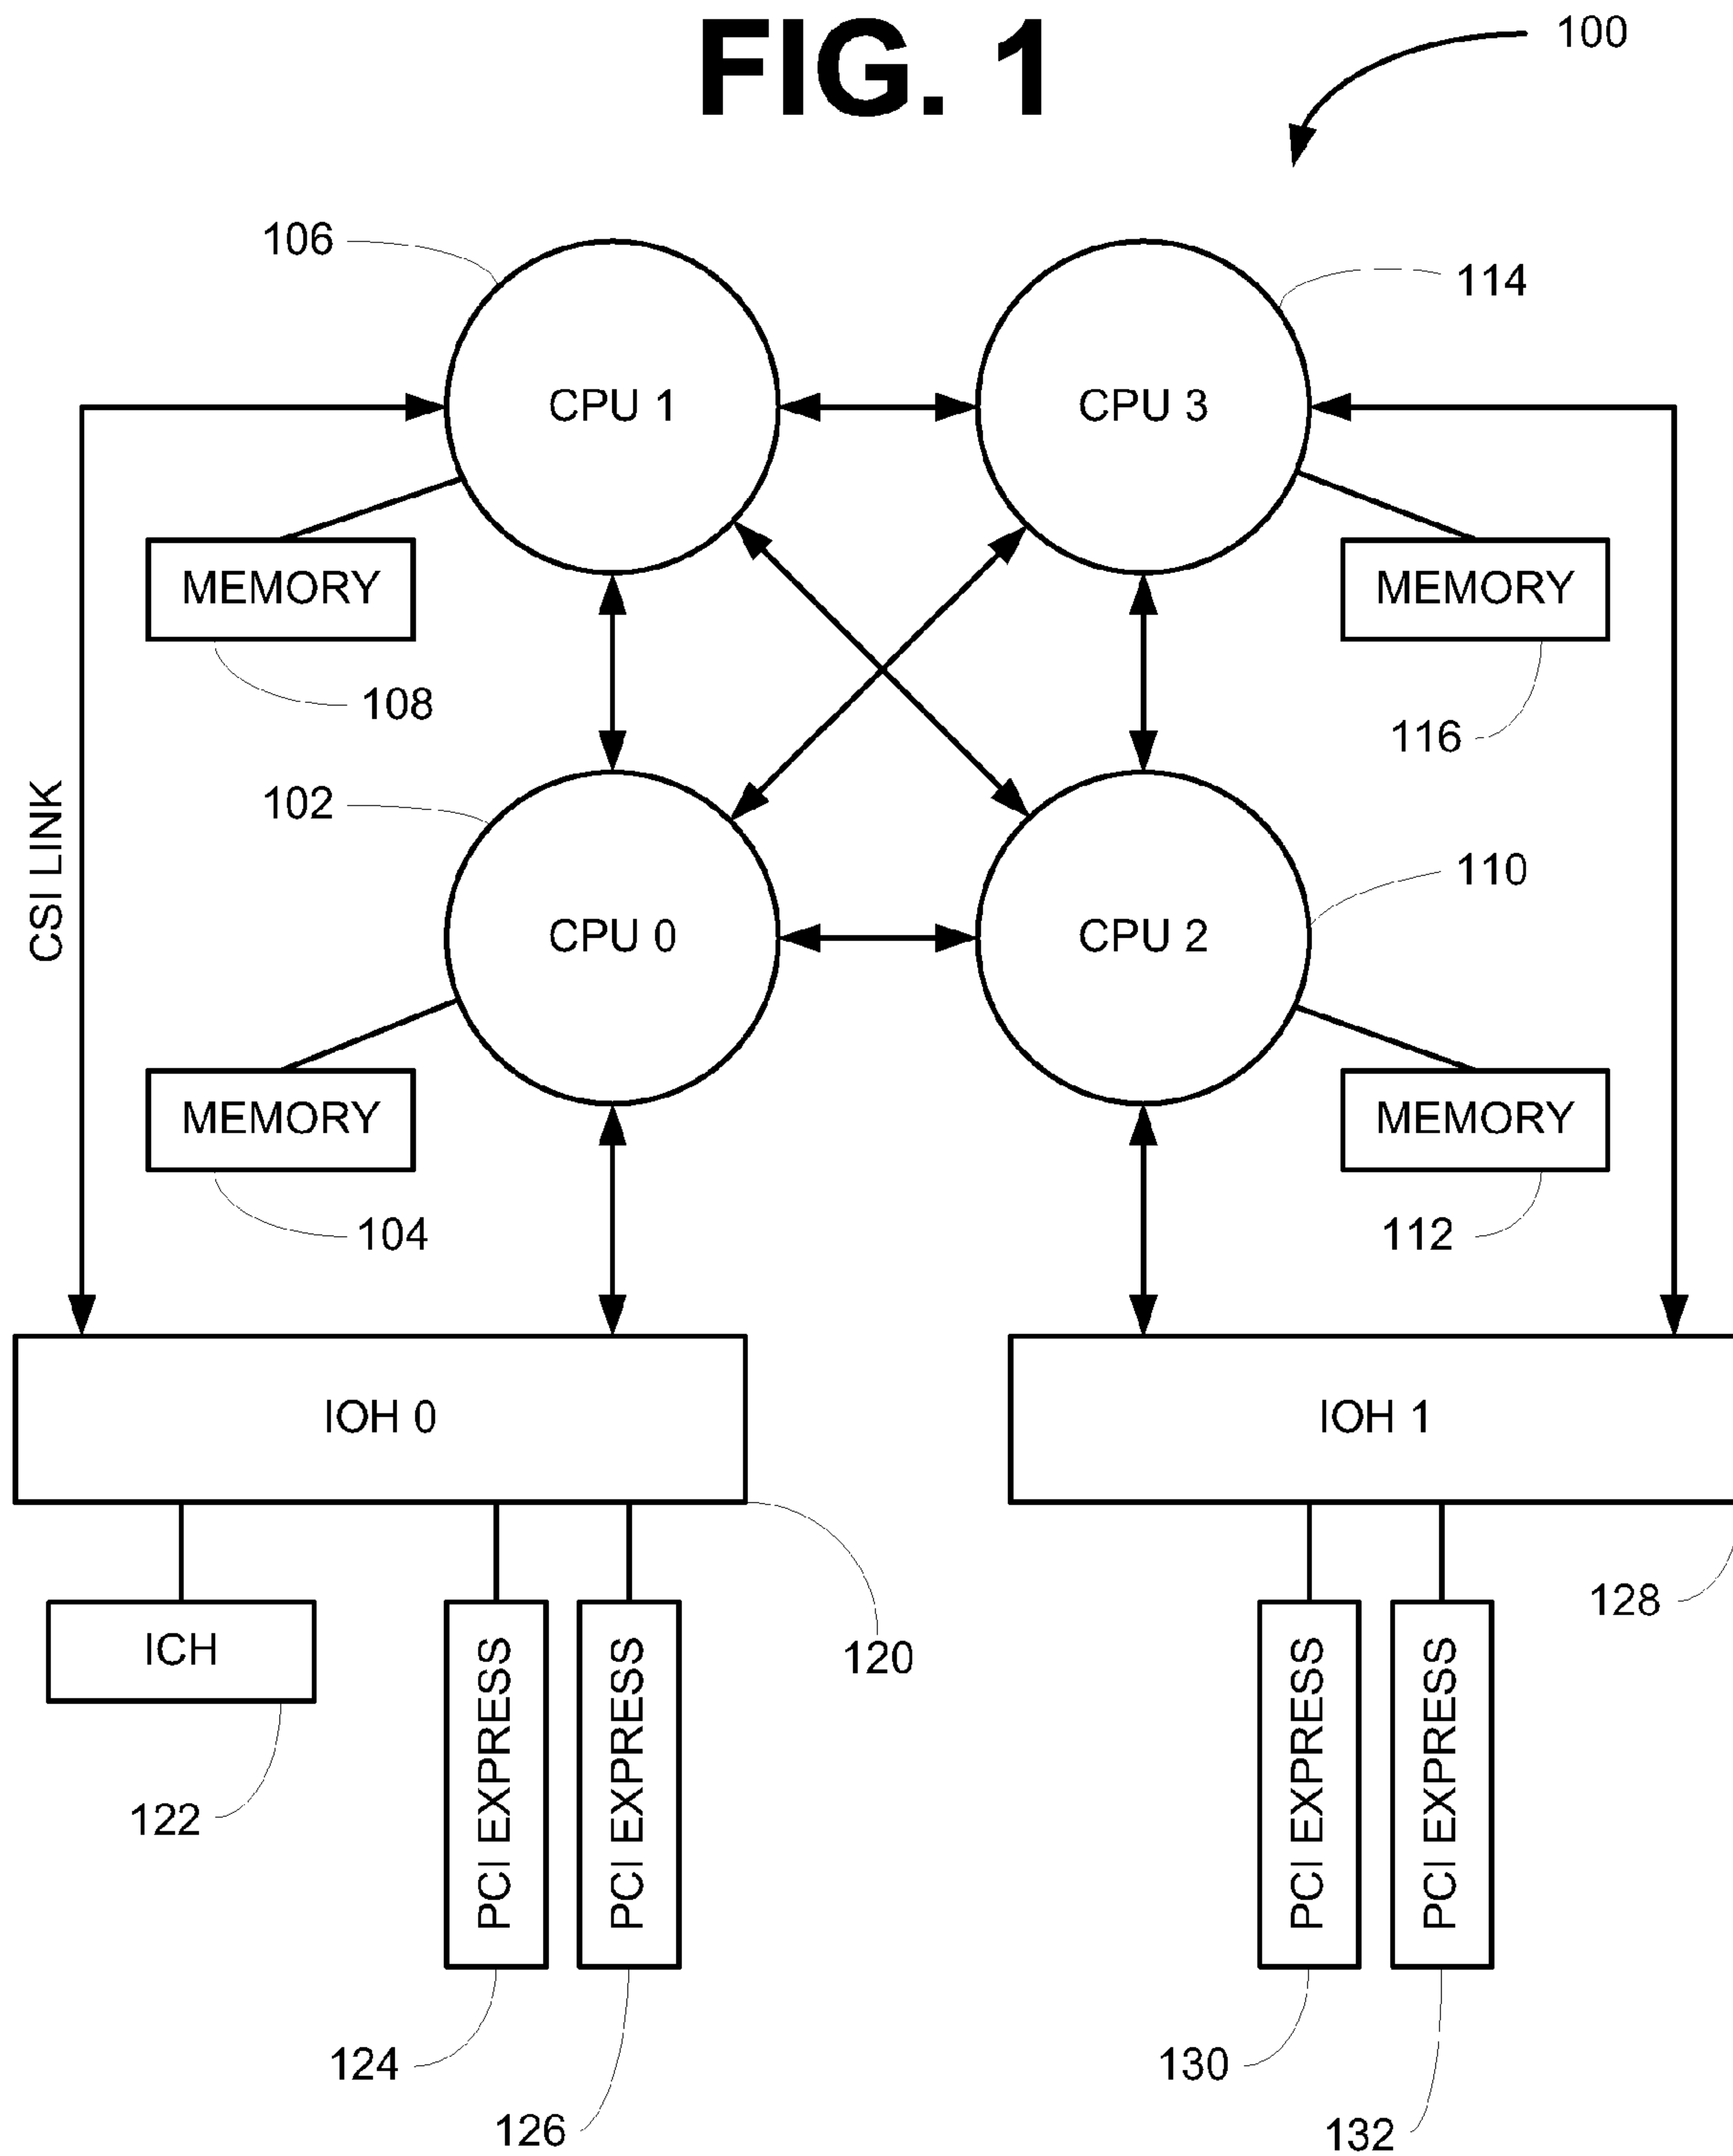 FIG. 1
100
106
114
CPU 1
CPU 3
MEMORY
MEMORY
108
116
CSI LINK
102
110
CPU 0
CPU 2
MEMORY
MEMORY
104
112
IOH 0
IOH 1
128
ICH
120
PCI EXPRESS
PCI EXPRESS
PCI EXPRESS
PCI EXPRESS
122
124
130
126
132